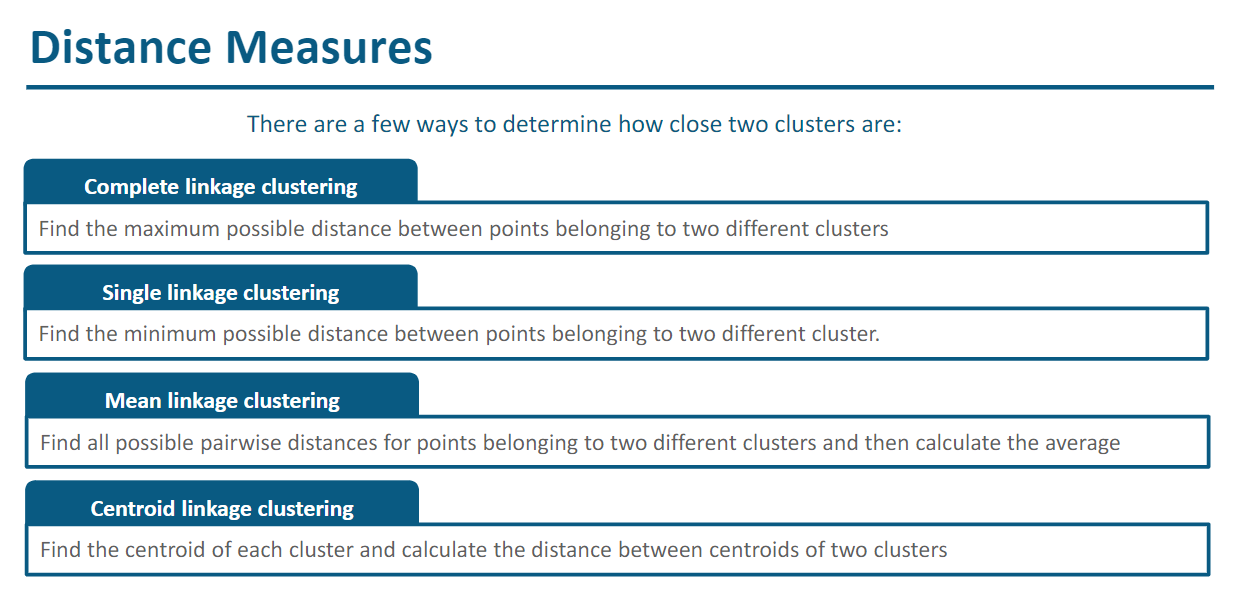 Distance Measures
There are a few ways to determine how close two clusters are:
Complete linkage clustering
Find the maximum possible distance between points belonging to two different clusters
Single linkage clustering
Find the minimum possible distance between points belonging to two different cluster.
Mean linkage clustering
Find all possible pairwise distances for points belonging to two different clusters and then calculate the average
Centroid linkage clustering
Find the centroid of each cluster and calculate the distance between centroids of two clusters